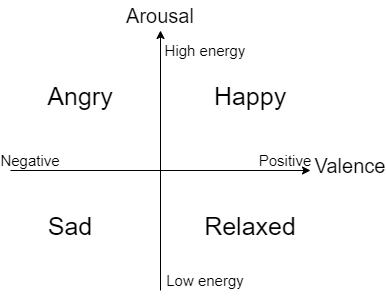 Arousal
High energy
Angry
Happy
Negative
Positive
Valence
Sad
Relaxed
Low energy